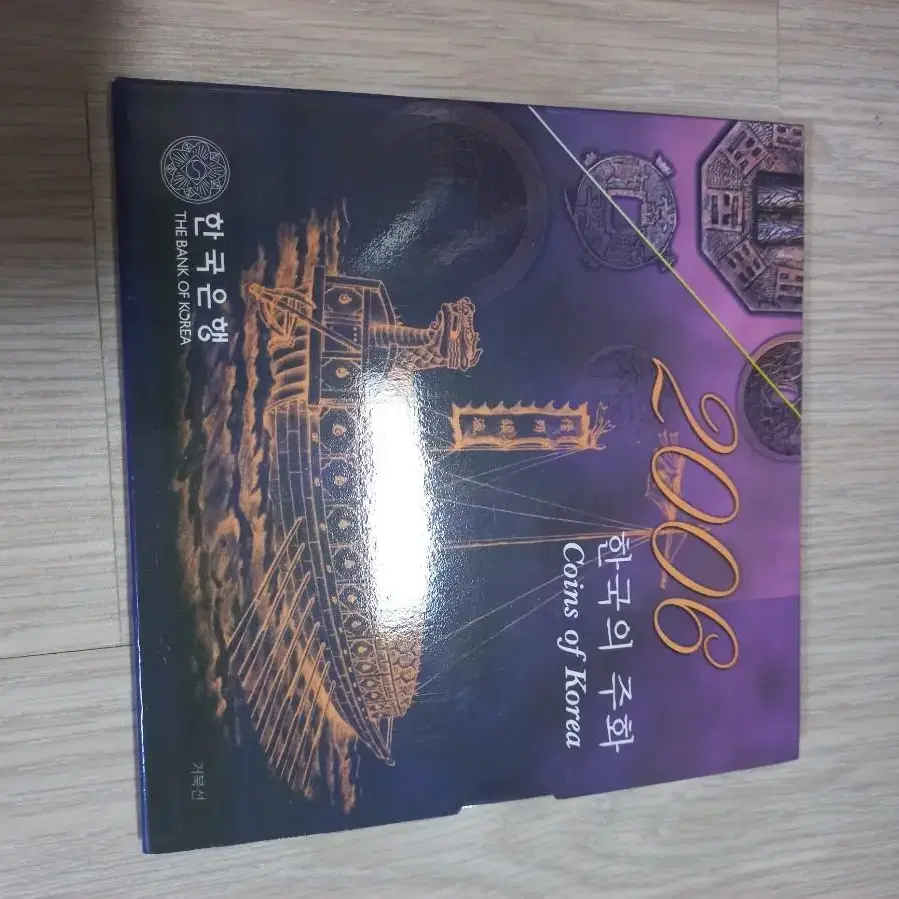 2006
한국의 주화
Coins of Korea
한국은행
THE BANK OF KOREA
거북선